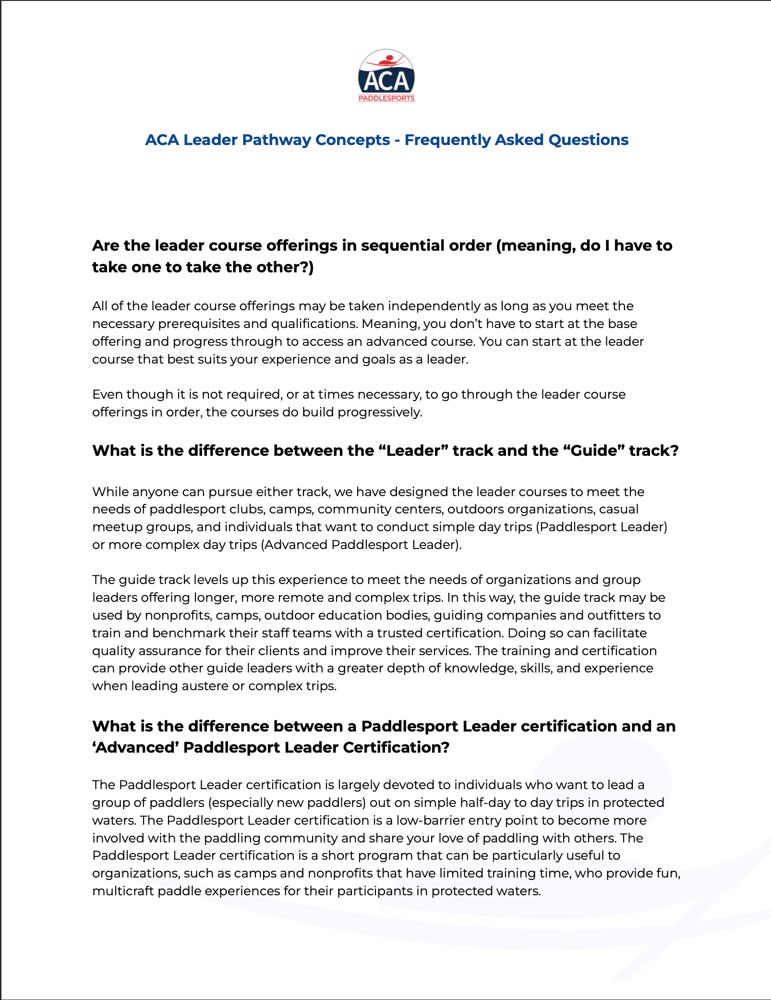 ACA
PADDLESPORTS
ACA Leader Pathway Concepts - Frequently Asked Questions
Are the leader course offerings in sequential order (meaning, do I have to
take one to take the other?)
All of the leader course offerings may be taken independently as long as you meet the
necessary prerequisites and qualifications. Meaning, you don’t have to start at the base
offering and progress through to access an advanced course. You can start at the leader
course that best suits your experience and goals as a leader.
Even though it is not required, or at times necessary, to go through the leader course
offerings in order, the courses do build progressively.
What is the difference between the “Leader” track and the “Guide” track?
While anyone can pursue either track, we have designed the leader courses to meet the
needs of paddlesport clubs, camps, community centers, outdoors organizations, casual
meetup groups, and individuals that want to conduct simple day trips (Paddlesport Leader)
or more complex day trips (Advanced Paddlesport Leader).
The guide track levels up this experience to meet the needs of organizations and group
leaders offering longer, more remote and complex trips. In this way, the guide track may be
used by nonprofits, camps, outdoor education bodies, guiding companies and outfitters to
train and benchmark their staff teams with a trusted certification. Doing so can facilitate
quality assurance for their clients and improve their services. The training and certification
can provide other guide leaders with a greater depth of knowledge, skills, and experience
when leading austere or complex trips.
What is the difference between a Paddlesport Leader certification and an
‘Advanced’ Paddlesport Leader Certification?
The Paddlesport Leader certification is largely devoted to individuals who want to lead a
group of paddlers (especially new paddlers) out on simple half-day to day trips in protected
waters. The Paddlesport Leader certification is a low-barrier entry point to become more
involved with the paddling community and share your love of paddling with others. The
Paddlesport Leader certification is a short program that can be particularly useful to
organizations, such as camps and nonprofits that have limited training time, who provide fun,
multicraft paddle experiences for their participants in protected waters.